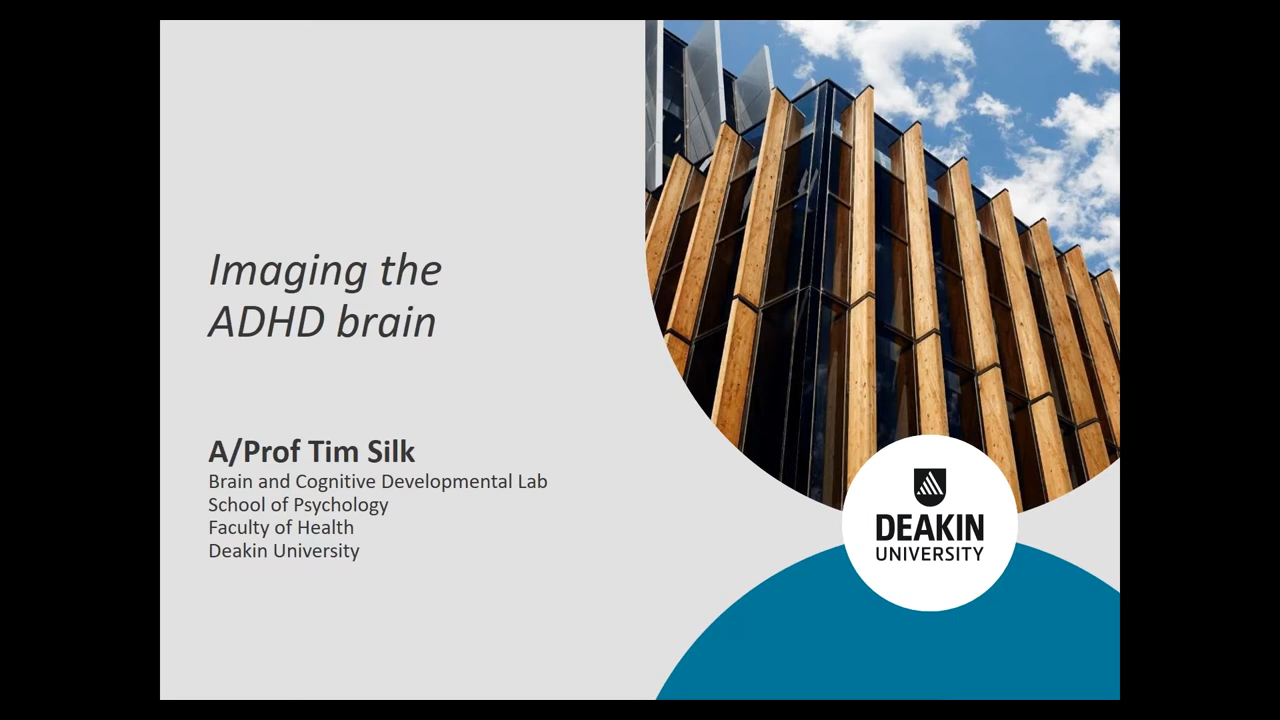 Imaging the
ADHD brain
A/Prof Tim Silk
Brain and Cognitive Developmental Lab
School of Psychology
Faculty of Health
Deakin University
DEAKIN
UNIVERSITY